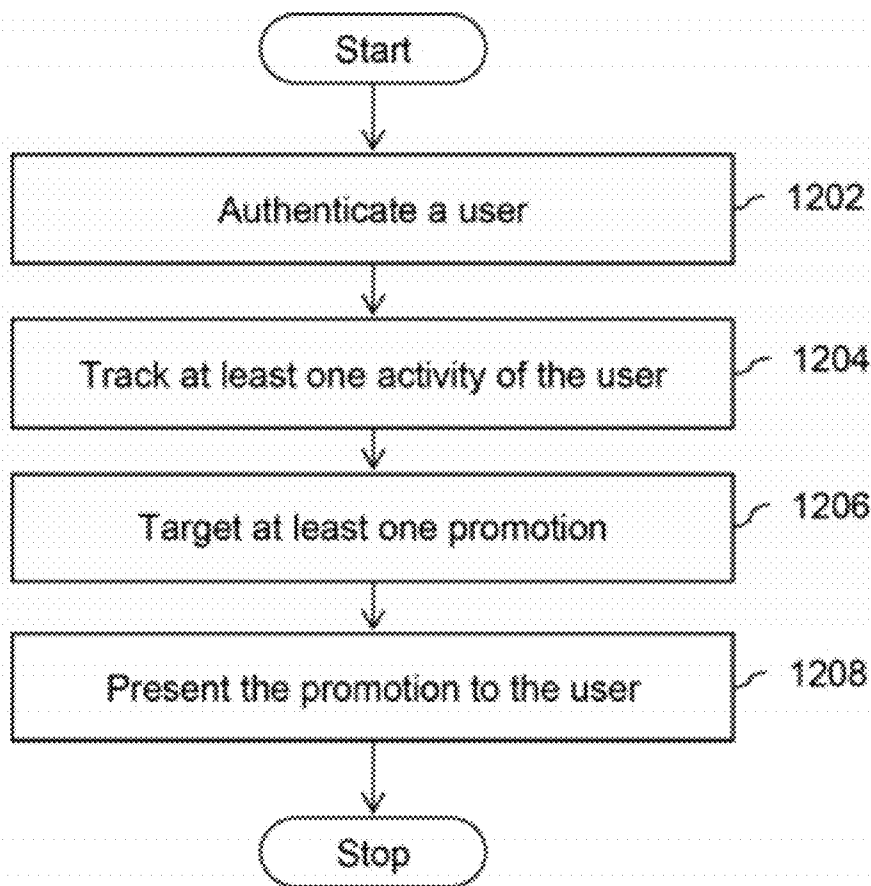 Start
Authenticate a user
1202
Track at least one activity of the user
1204
Target at least one promotion
1206
Present the promotion to the user
1208
Stop